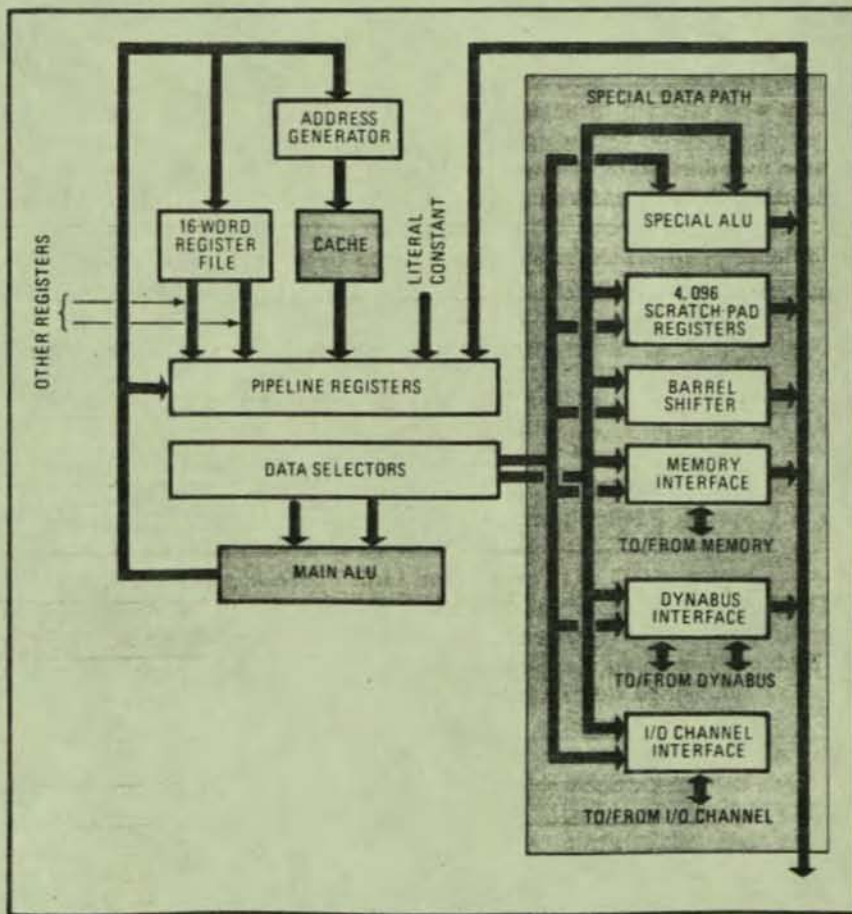 SPECIAL DATA PATH
ADDRESS
GENERATOR
16-WORD
REGISTER
FILE
CACHE
LITERAL
CONSTANT
OTHER REGISTERS
PIPELINE REGISTERS
DATA SELECTORS
MAIN ALU
SPECIAL ALU
4,096
SCRATCH-PAD
REGISTERS
BARREL
SHIFTER
MEMORY
INTERFACE
TO/FROM MEMORY
DYNABUS
INTERFACE
TO/FROM DYNABUS
I/O CHANNEL
INTERFACE
TO/FROM I/O CHANNEL